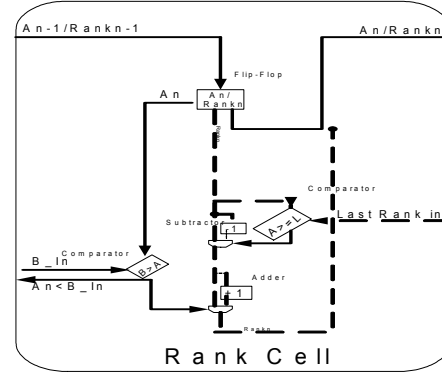 An-1/Rankn-1
An/Rankn
Flip-Flop
An
An/
Rankn
Rankn
Comparator
Subtractor
A>=L
Last Rank in
-1
Comparator
B_In
B>A
An<B_In
Adder
+1
Rankn
Rank Cell